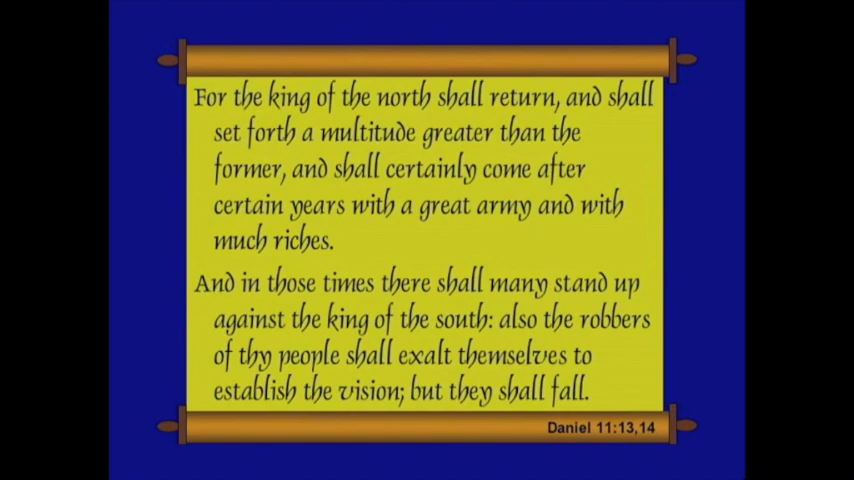 For the king of the north shall return, and shall
set forth a multitude greater than the
former, and shall certainly come after
certain years with a great army and with
much riches.
And in those times there shall many stand up
against the king of the south: also the robbers
of thy people shall exalt themselves to
establish the vision; but they shall fall.
Daniel 11:13,14